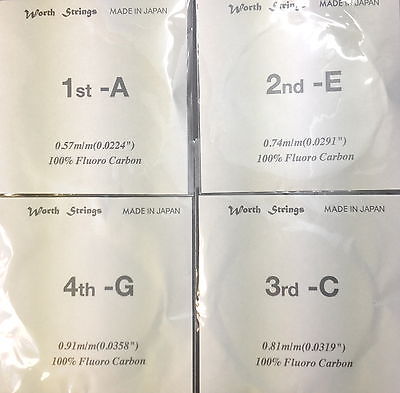 Worth Strings MADE IN JAPAN
1st -A
0.57m/m(0.0224")
100% Fluoro Carbon
Worth Strings MADE IN JAPAN
2nd -E
0.74m/m(0.0291")
100% Fluoro Carbon
Worth Strings MADE IN JAPAN
4th -G
0.91m/m(0.0358")
100% Fluoro Carbon
Worth Strings MADE IN JAPAN
3rd -C
0.81m/m(0.0319")
100% Fluoro Carbon